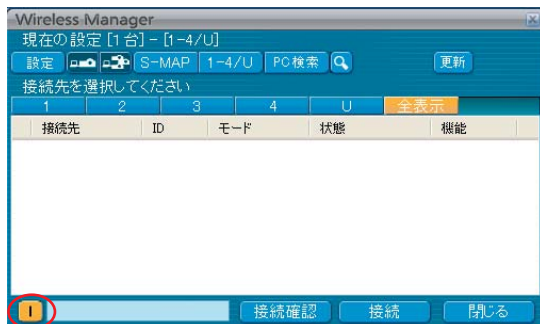 Wireless Manager
現在の設定 [1 台] - [1-4/U]
設定 S-MAP 1-4/U PC検索 更新
接続先を選択してください
1 2 3 4 U 全表示
接続先 ID モード 状態 機能
I 接続確認 接続 閉じる